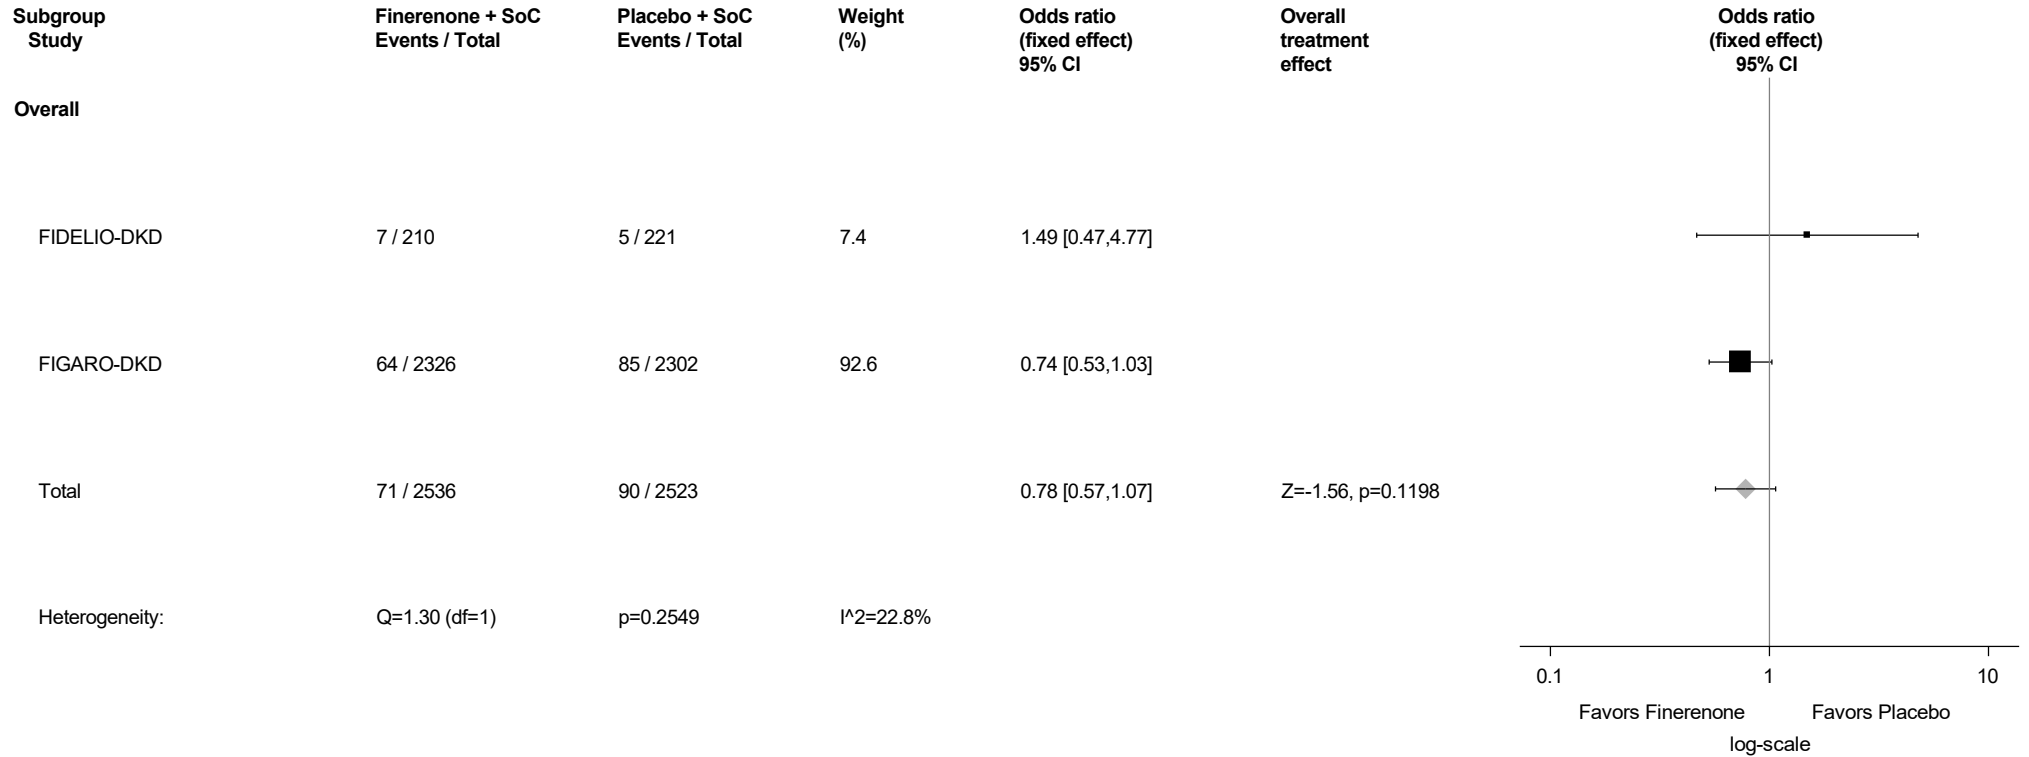 Subgroup Finerenone + SoC Placebo + SoC Weight Odds ratio Overall Odds ratio
Study Events / Total Events / Total (%) (fixed effect) treatment (fixed effect)
95% CI effect 95% CI
Overall
FIDELIO-DKD 7 / 210 5 / 221 7.4 1.49 [0.47,4.77]
FIGARO-DKD 64 / 2326 85 / 2302 92.6 0.74 [0.53,1.03]
Total 71 / 2536 90 / 2523 0.78 [0.57,1.07] Z=-1.56, p=0.1198
Heterogeneity: Q=1.30 (df=1) p=0.2549 I^2=22.8%
0.1 1 10
Favors Finerenone Favors Placebo
log-scale